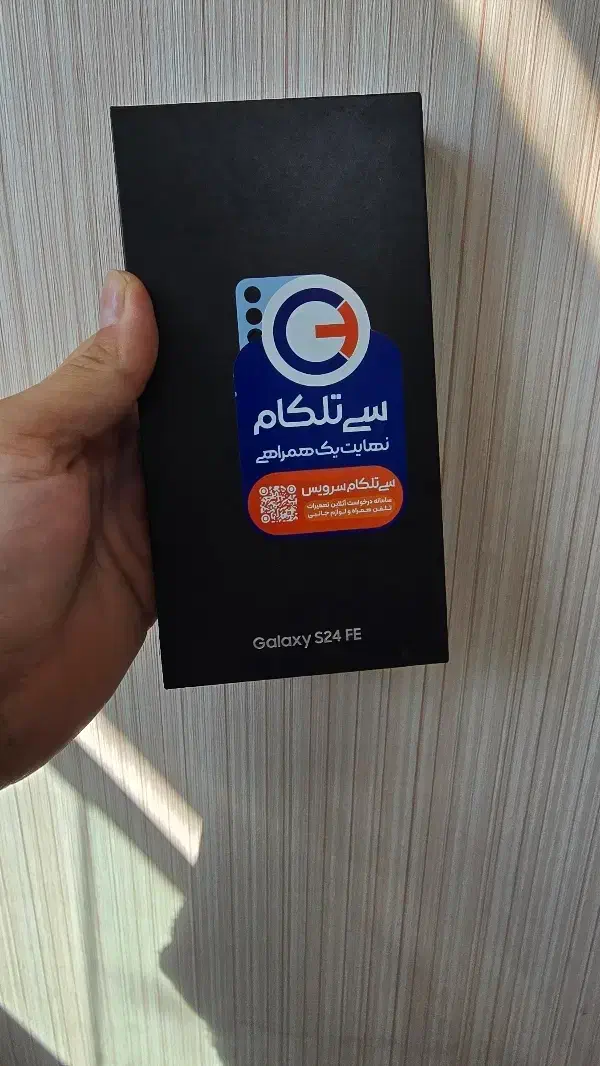 سی‌تلکام
نهایت یک همراهی
سی‌تلکام سرویس
سامانه درخواست آنلاین تعمیرات
تلفن همراه و لوازم جانبی
Galaxy S24 FE